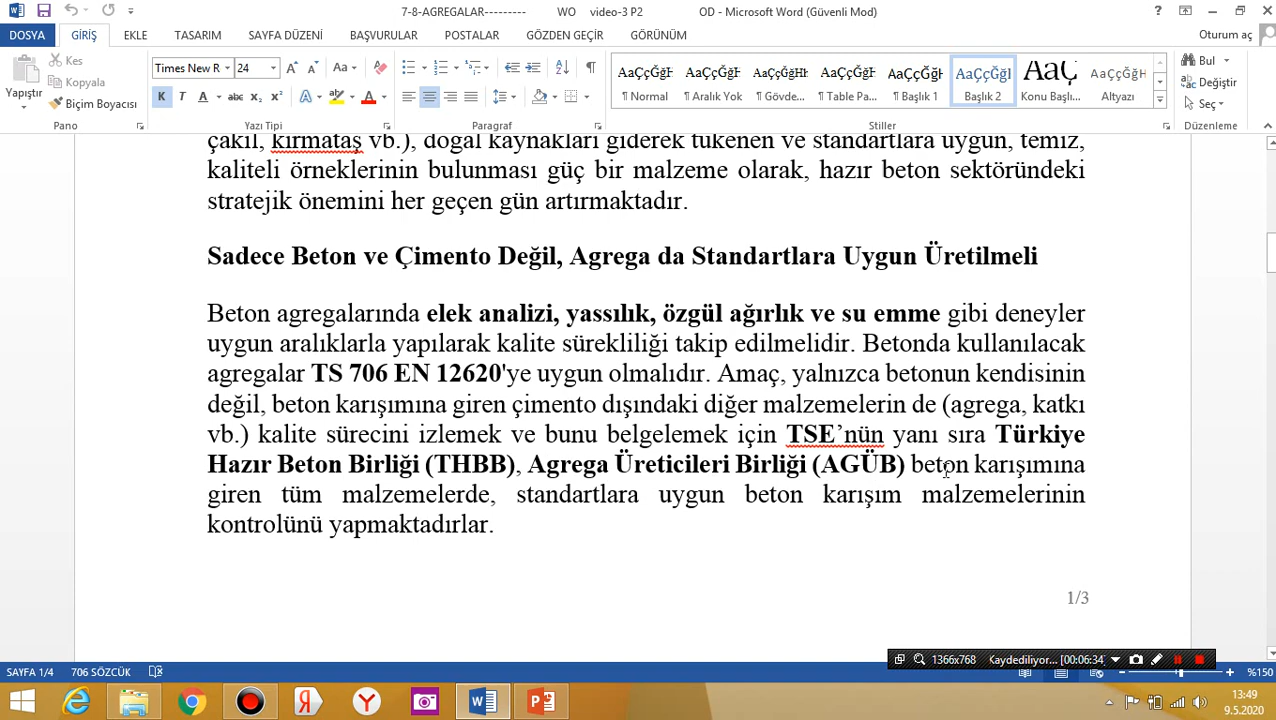 7-8-AGREGALAR--------- WO video-3 P2 OD - Microsoft Word (Güvenli Mod)
DOSYA GİRİŞ EKLE TASARIM SAYFA DÜZENİ BAŞVURULAR POSTALAR GÖZDEN GEÇİR GÖRÜNÜM Oturum aç
Yapıştır
Kes
Kopyala
Biçim Boyacısı
Times New R 24
K T A abc x₂ x² A A
AaÇçĞğİ AaÇçĞğİ AaÇçĞğHı AaÇçĞğİ AaÇçĞğİ AaÇçĞğİ AaÇ AaÇçĞğH
¶ Normal ¶ Aralık Yok ¶ Gövde... ¶ Table Pa... ¶ Başlık 1 Başlık 2 Konu Başlı... Altyazı
Bul
Değiştir
Seç
Pano Yazı Tipi Paragraf Stiller Düzenleme
çakıl, kırmataş vb.), doğal kaynakları giderek tükenen ve standartlara uygun, temiz,
kaliteli örneklerinin bulunması güç bir malzeme olarak, hazır beton sektöründeki
stratejik önemini her geçen gün artırmaktadır.
Sadece Beton ve Çimento Değil, Agrega da Standartlara Uygun Üretilmeli
Beton agregalarında elek analizi, yassılık, özgül ağırlık ve su emme gibi deneyler
uygun aralıklarla yapılarak kalite sürekliliği takip edilmelidir. Betonda kullanılacak
agregalar TS 706 EN 12620'ye uygun olmalıdır. Amaç, yalnızca betonun kendisinin
değil, beton karışımına giren çimento dışındaki diğer malzemelerin de (agrega, katkı
vb.) kalite sürecini izlemek ve bunu belgelemek için TSE’nün yanı sıra Türkiye
Hazır Beton Birliği (THBB), Agrega Üreticileri Birliği (AGÜB) beton karışımına
giren tüm malzemelerde, standartlara uygun beton karışım malzemelerinin
kontrolünü yapmaktadırlar.
1/3
1366x768 Kaydediliyor... [00:06:34]
SAYFA 1/4 706 SÖZCÜK %150
13:49
9.5.2020